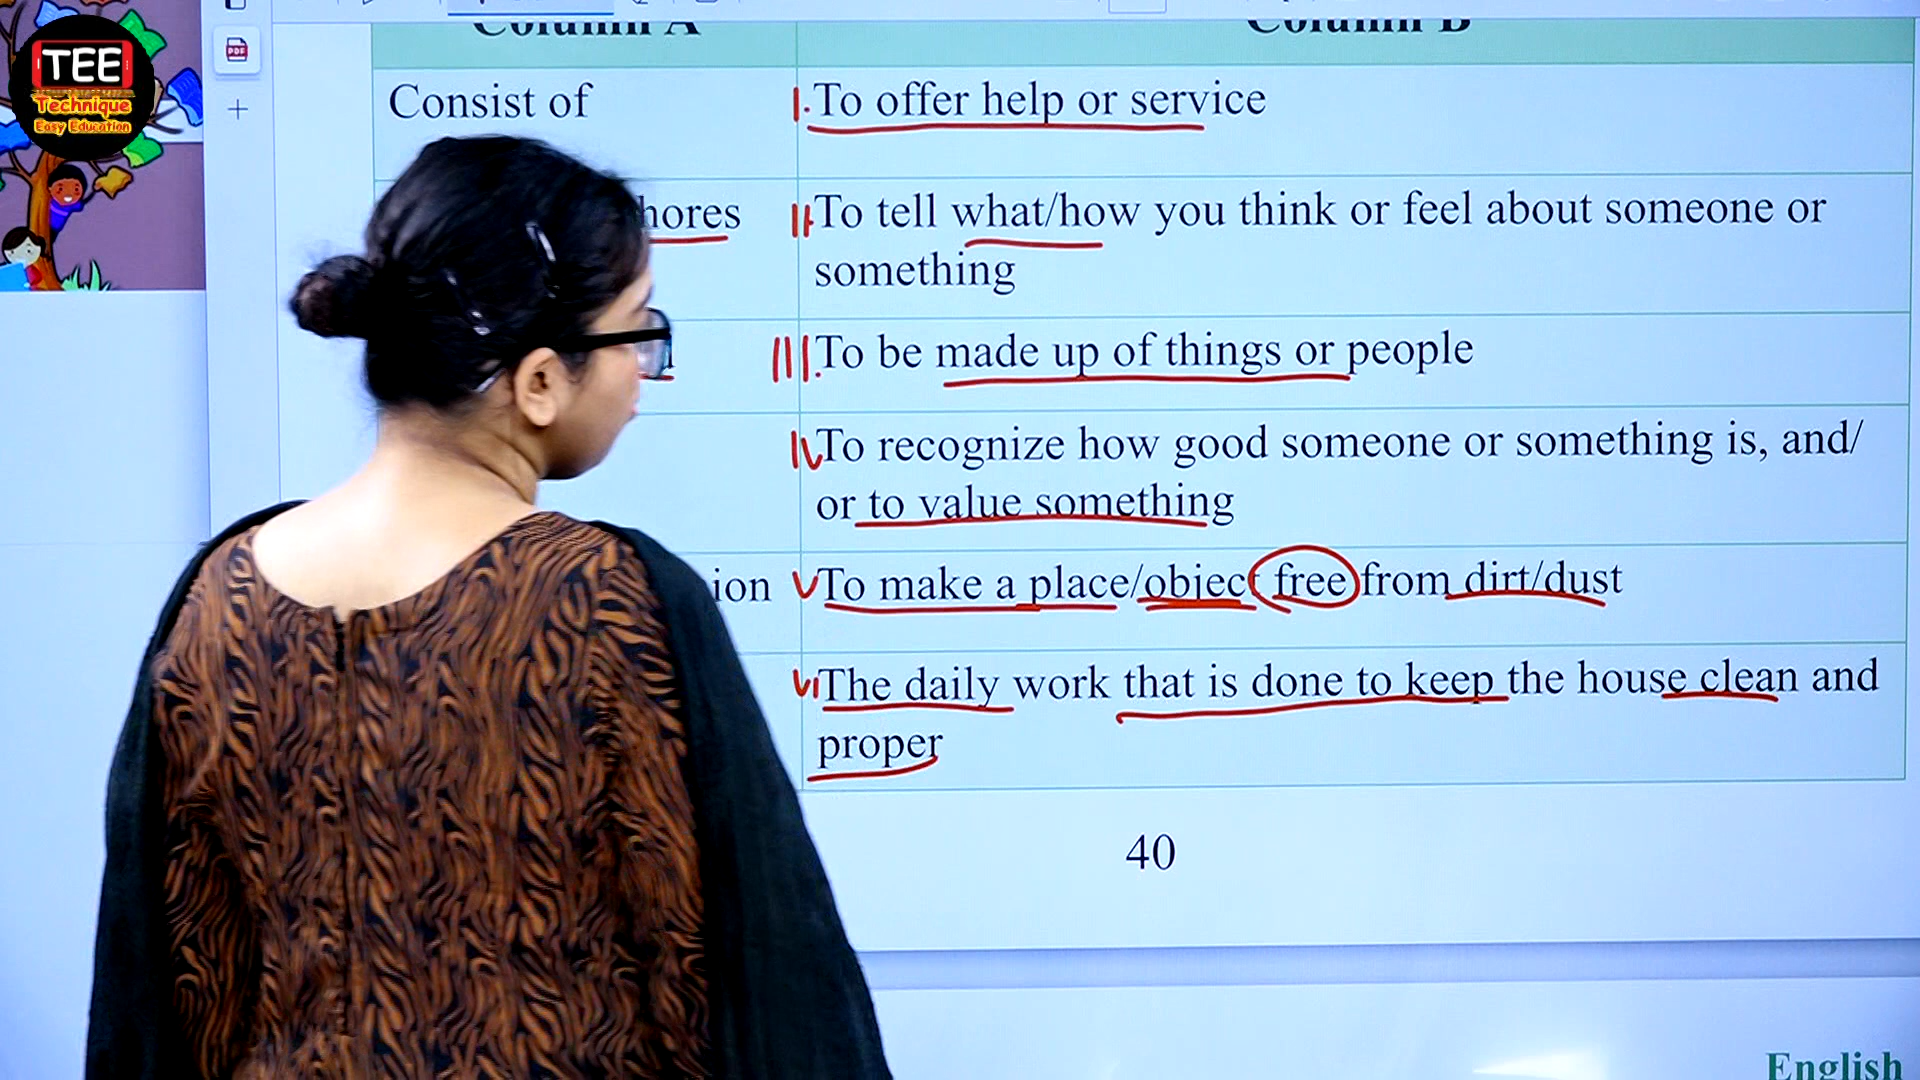 TEE
Technique
Easy Education
PDF
Column A Column B
Consist of I. To offer help or service
hores II. To tell what/how you think or feel about someone or
something
III. To be made up of things or people
IV To recognize how good someone or something is, and/
or to value something
ion V To make a place/object free from dirt/dust
VI The daily work that is done to keep the house clean and
proper
40
English